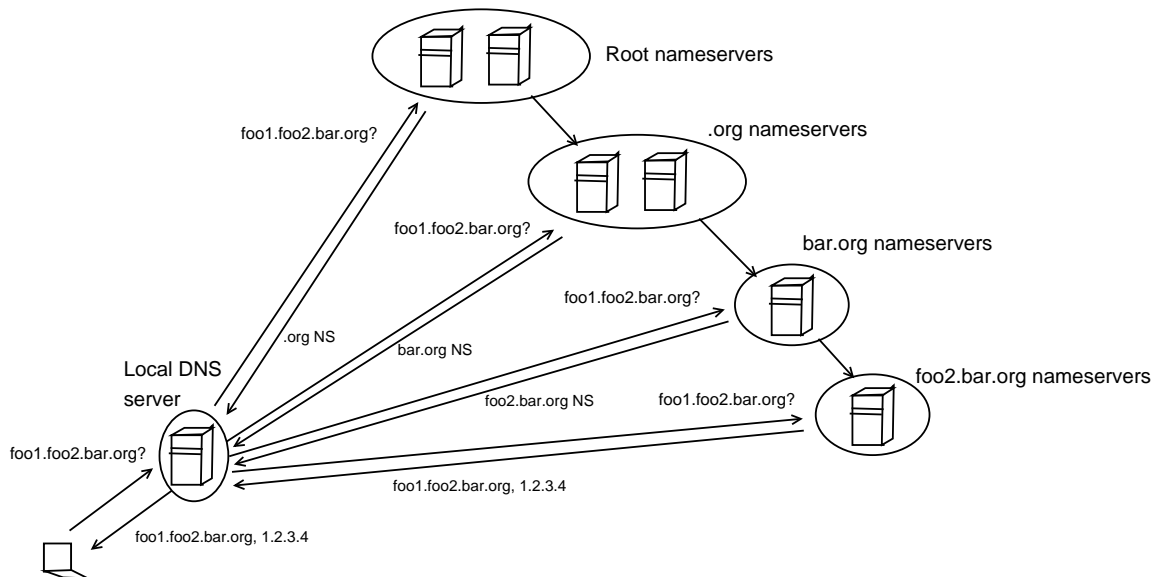 Root nameservers
foo1.foo2.bar.org?
.org nameservers
foo1.foo2.bar.org?
bar.org nameservers
foo1.foo2.bar.org?
.org NS
bar.org NS
Local DNS
server
foo2.bar.org NS
foo1.foo2.bar.org?
foo2.bar.org nameservers
foo1.foo2.bar.org?
foo1.foo2.bar.org, 1.2.3.4
foo1.foo2.bar.org, 1.2.3.4